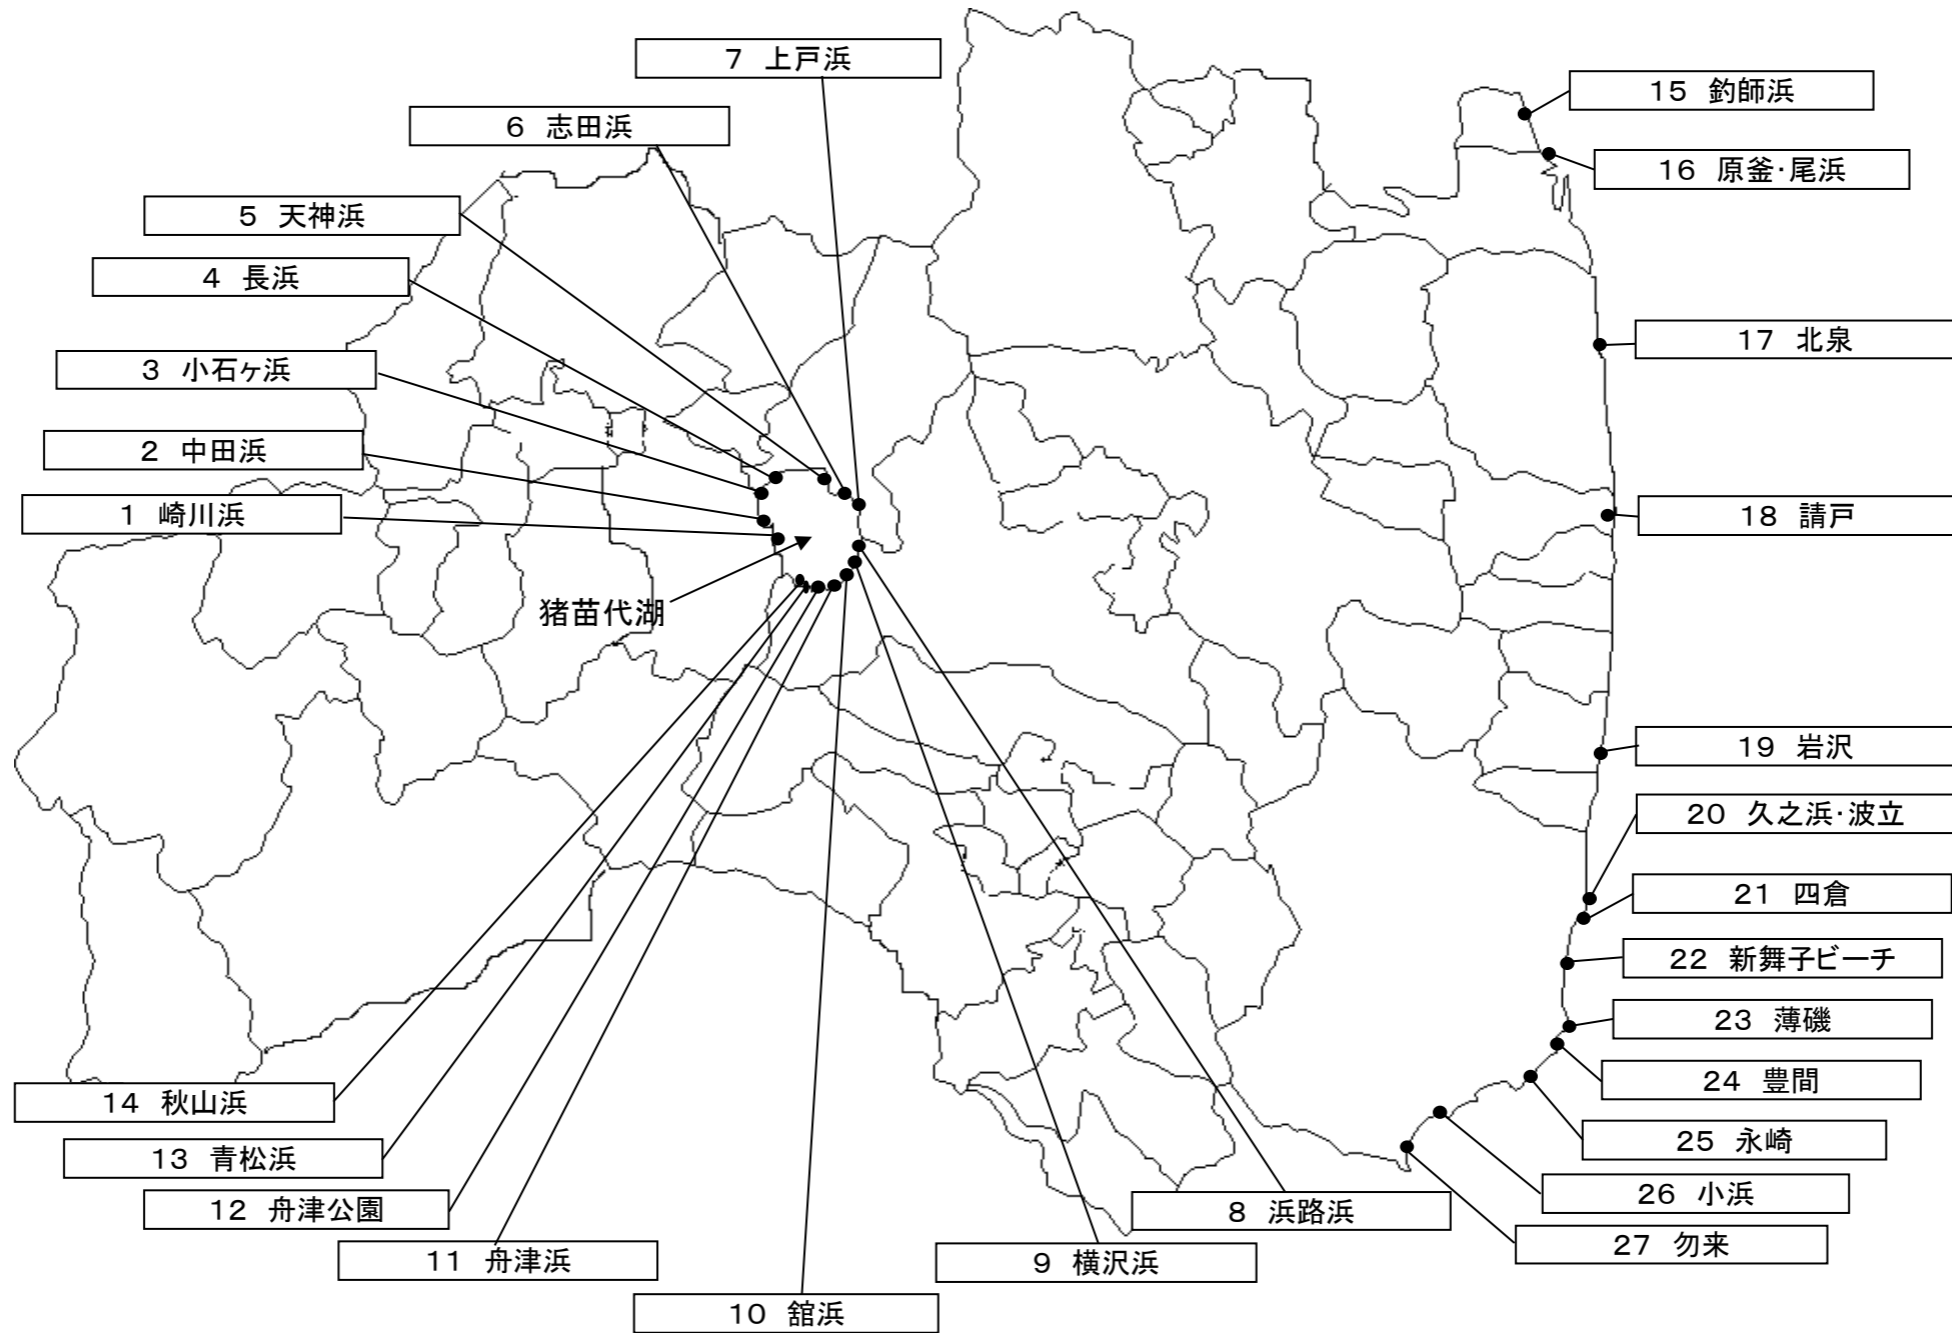 7 上戸浜
6 志田浜
5 天神浜
4 長浜
3 小石ヶ浜
2 中田浜
1 崎川浜
猪苗代湖
14 秋山浜
13 青松浜
12 舟津公園
11 舟津浜
10 舘浜
9 横沢浜
8 浜路浜
15 釣師浜
16 原釜・尾浜
17 北泉
18 請戸
19 岩沢
20 久之浜・波立
21 四倉
22 新舞子ビーチ
23 薄磯
24 豊間
25 永崎
26 小浜
27 勿来